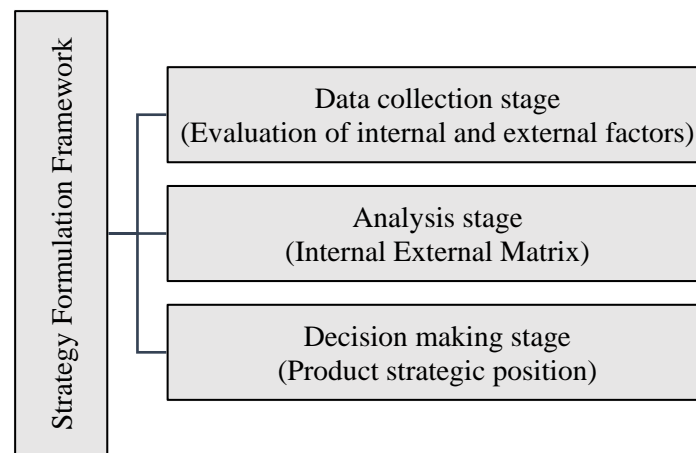 Strategy Formulation Framework
Data collection stage
(Evaluation of internal and external factors)
Analysis stage
(Internal External Matrix)
Decision making stage
(Product strategic position)